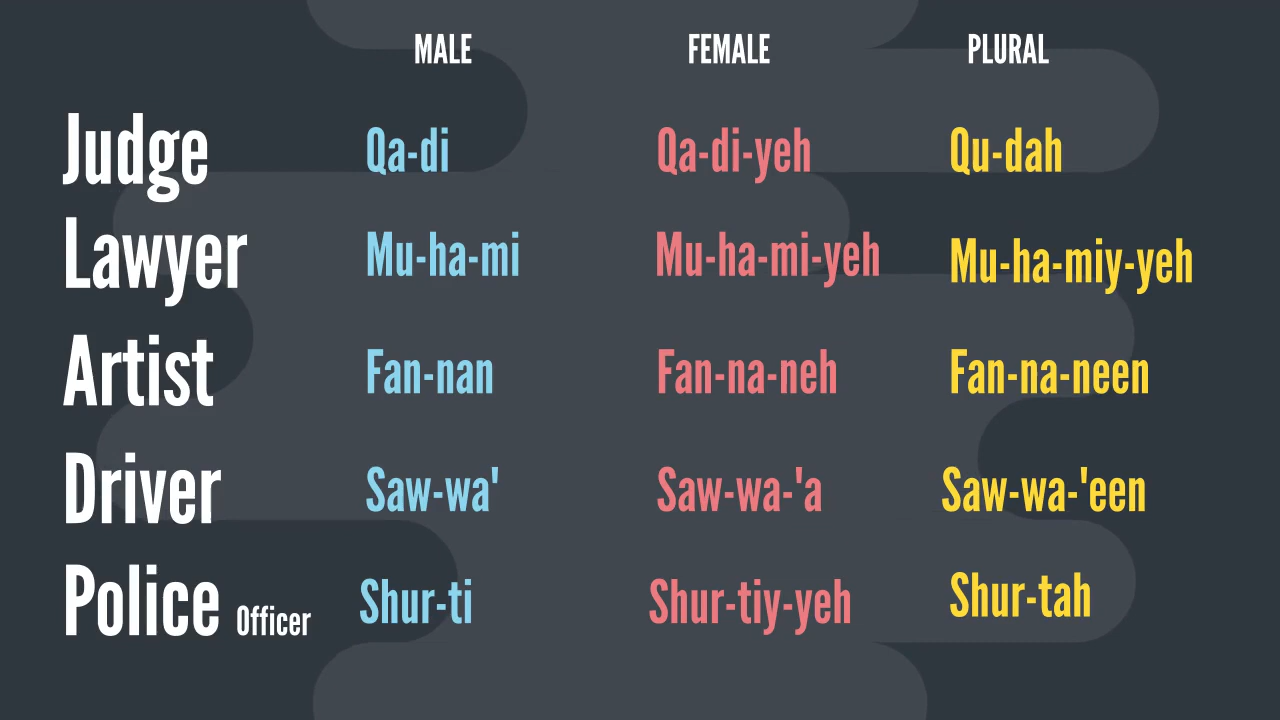 MALE FEMALE PLURAL
Judge Qa-di Qa-di-yeh Qu-dah
Lawyer Mu-ha-mi Mu-ha-mi-yeh Mu-ha-miy-yeh
Artist Fan-nan Fan-na-neh Fan-na-neen
Driver Saw-wa' Saw-wa-'a Saw-wa-'een
Police Officer Shur-ti Shur-tiy-yeh Shur-tah